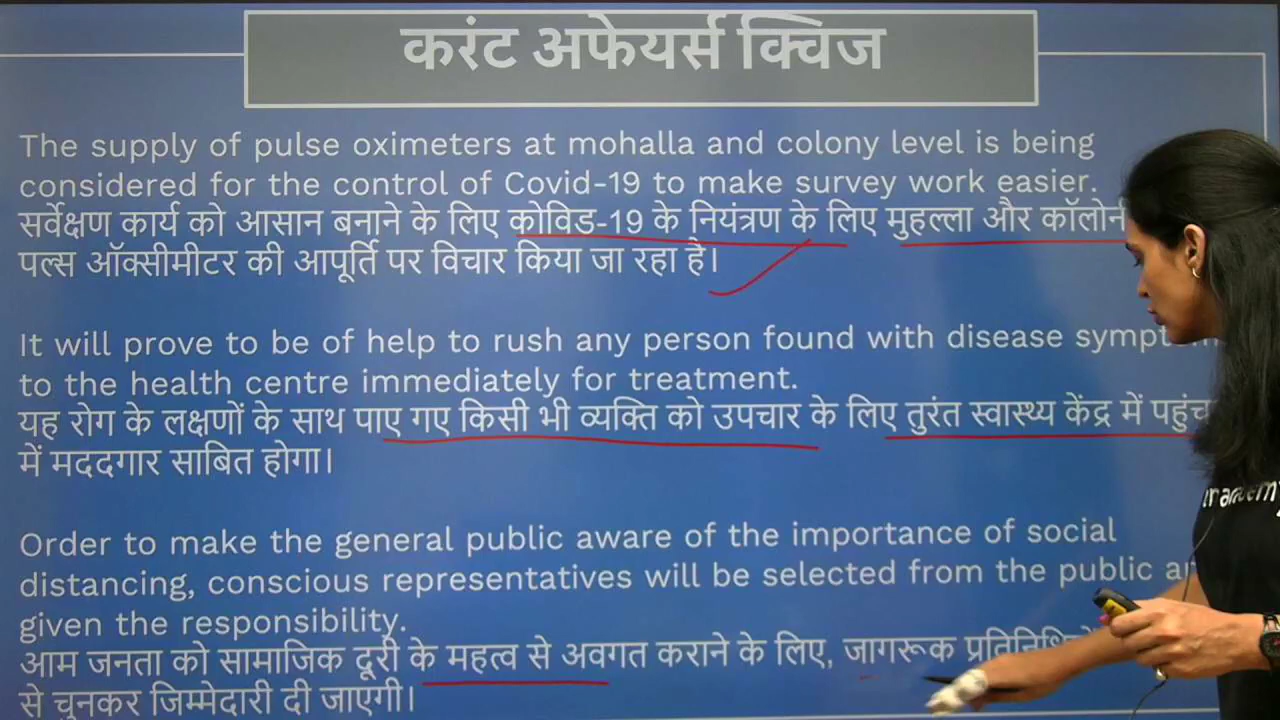 करंट अफेयर्स क्विज
The supply of pulse oximeters at mohalla and colony level is being
considered for the control of Covid-19 to make survey work easier.
सर्वेक्षण कार्य को आसान बनाने के लिए कोविड-19 के नियंत्रण के लिए मुहल्ला और
पल्स ऑक्सीमीटर की आपूर्ति पर विचार किया जा रहा है।
It will prove to be of help to rush any person found with disease
to the health centre immediately for treatment.
यह रोग के लक्षणों के साथ पाए गए किसी भी व्यक्ति को उपचार के लिए तुरंत स्वास्थ्य केंद्र में
में मददगार साबित होगा।
Order to make the general public aware of the importance of social
distancing, conscious representatives will be selected from the public
given the responsibility.
आम जनता को सामाजिक दूरी के महत्व से अवगत कराने के लिए, जागरूक
से चुनकर जिम्मेदारी दी जाएगी।